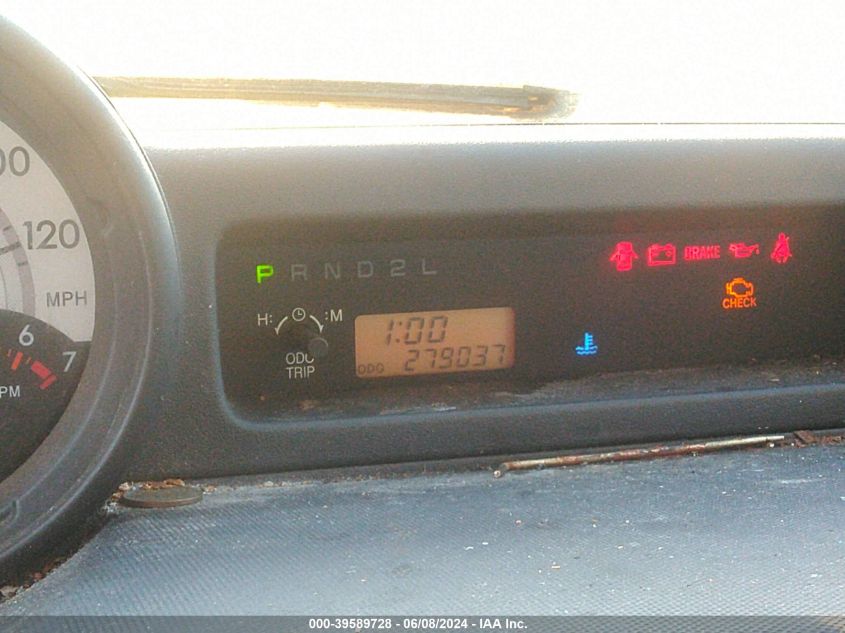 00
120
MPH
6
7
PM
P R N D 2 L
H: :M
ODO
TRIP
1:00
ODO 279037
BRAKE
CHECK
000-39589728 - 06/08/2024 - IAA Inc.